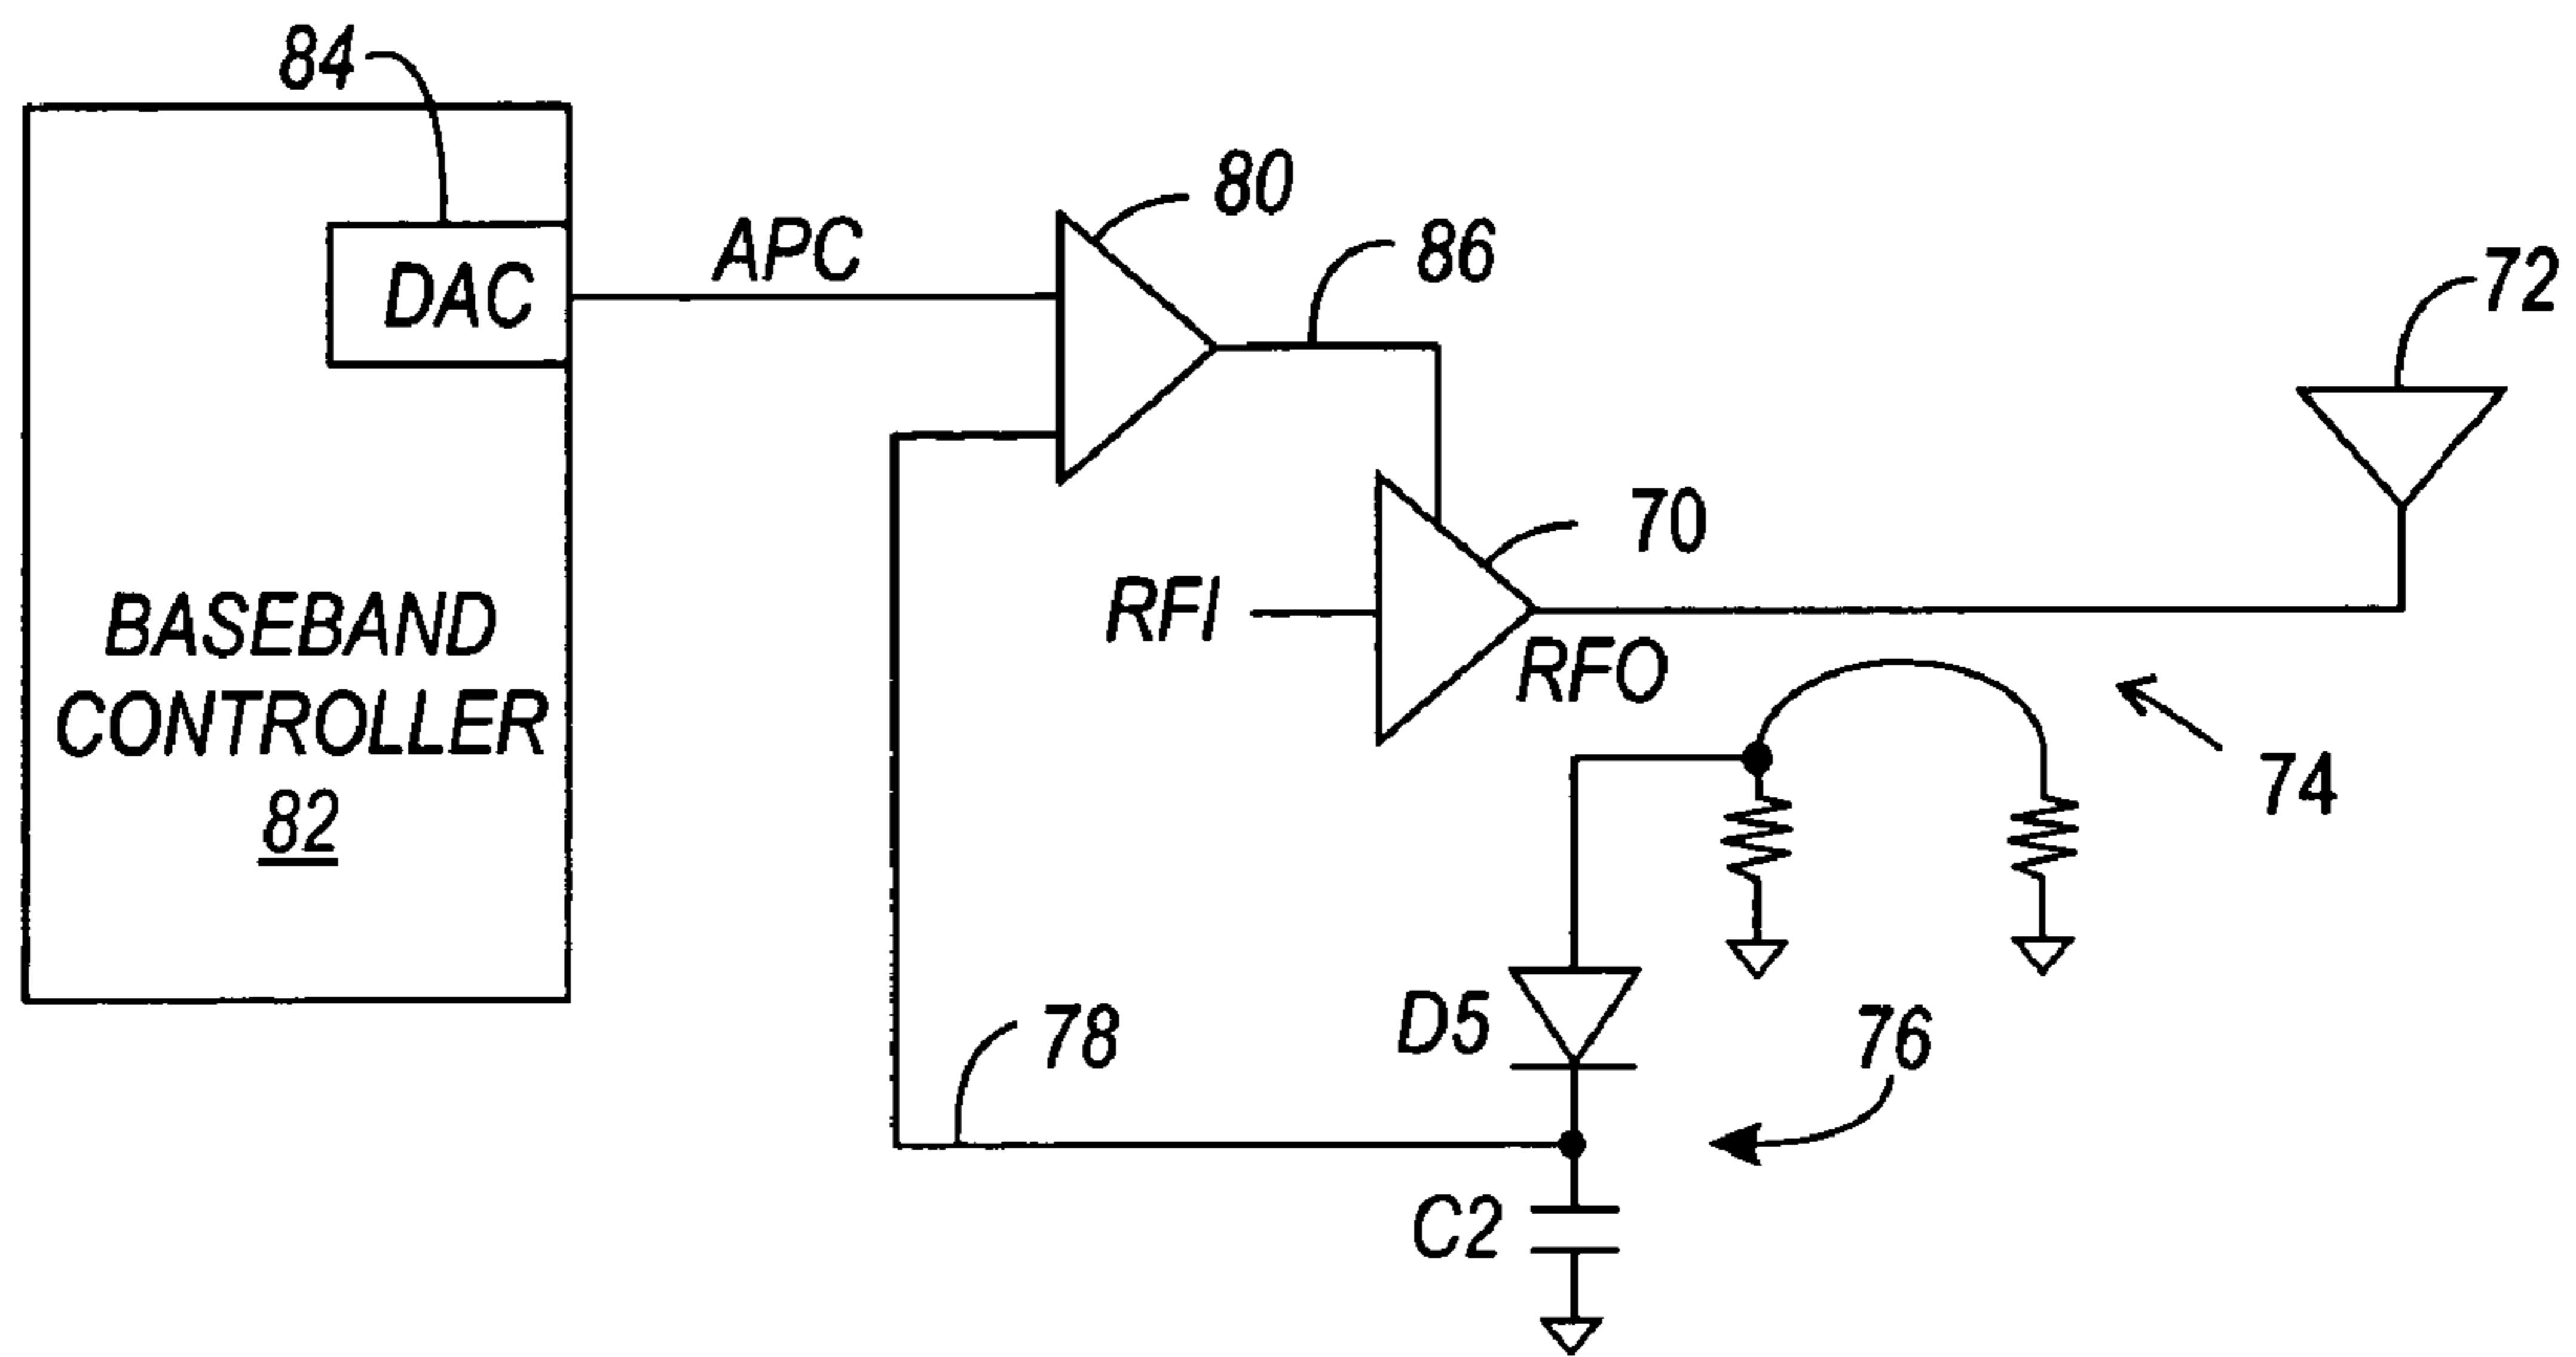 84
80
86
72
APC
DAC
70
RFI
RFO
BASEBAND
CONTROLLER
82
74
D5
78
76
C2